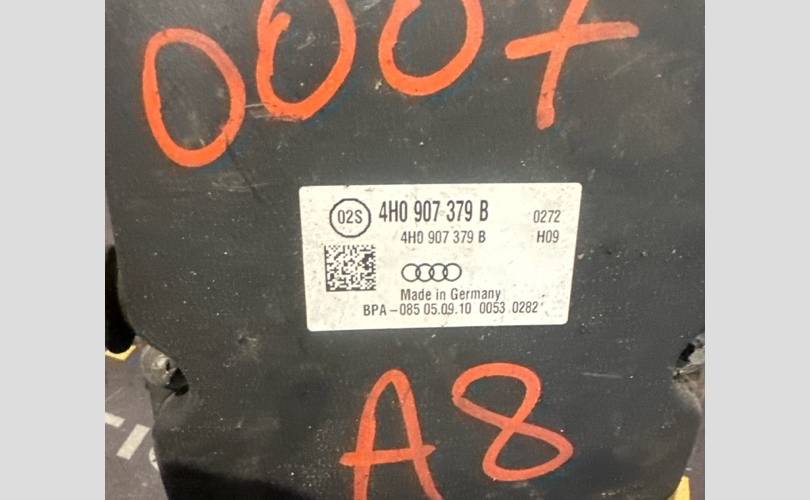 0007
02S 4H0 907 379 B 0272
4H0 907 379 B H09
Made in Germany
BPA-085 05.09.10 0053 0282
A8